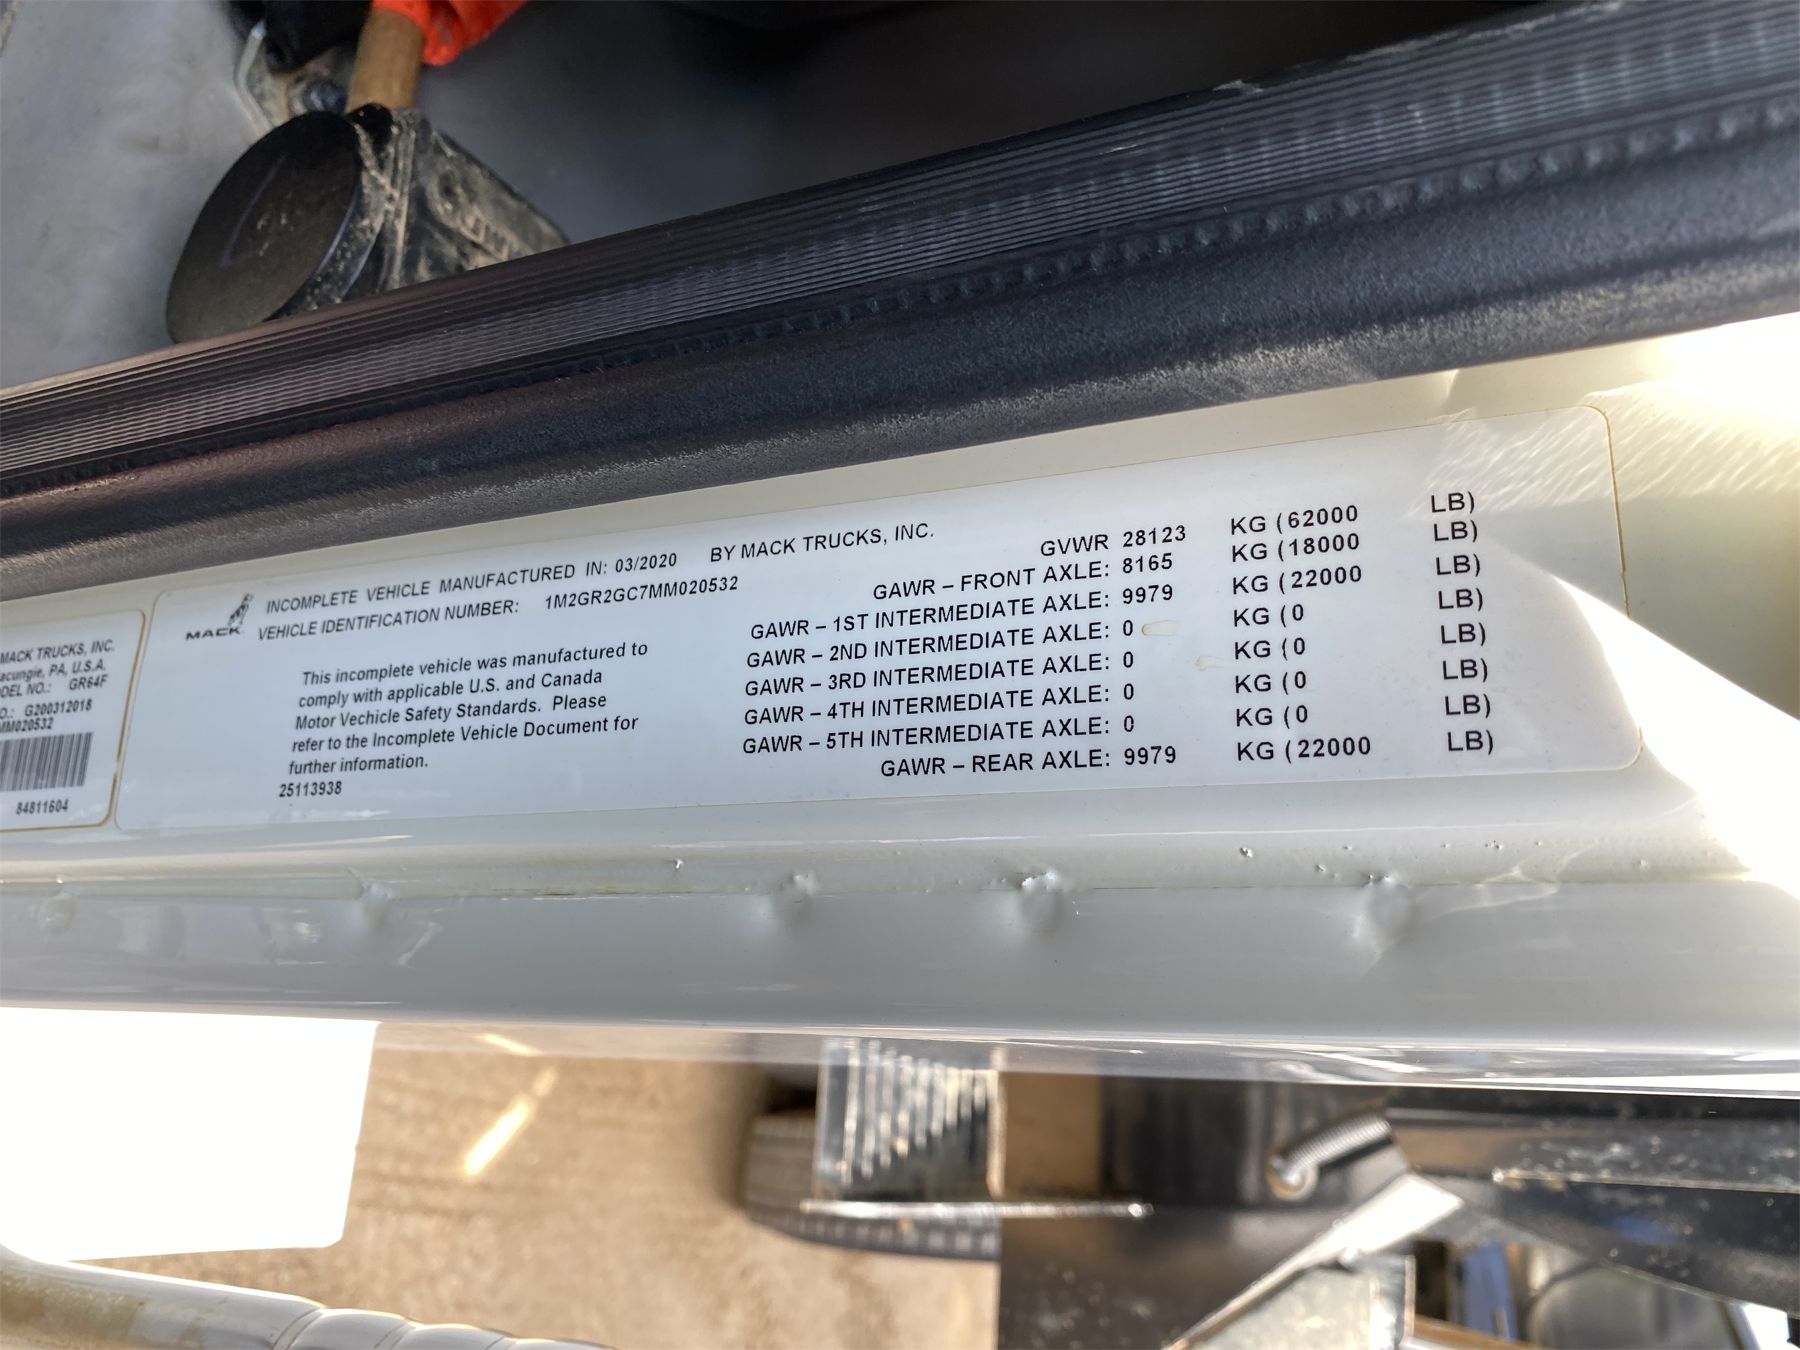 MACK TRUCKS, INC.
acungie, PA, U.S.A.
DEL NO.: GR64F
O.: G200312018
MM020532
84811604
MACK
INCOMPLETE VEHICLE MANUFACTURED IN: 03/2020 BY MACK TRUCKS, INC.
VEHICLE IDENTIFICATION NUMBER: 1M2GR2GC7MM020532
This incomplete vehicle was manufactured to
comply with applicable U.S. and Canada
Motor Vechicle Safety Standards. Please
refer to the Incomplete Vehicle Document for
further information.
25113938
GVWR 28123 KG (62000 LB)
GAWR – FRONT AXLE: 8165 KG (18000 LB)
GAWR – 1ST INTERMEDIATE AXLE: 9979 KG (22000 LB)
GAWR – 2ND INTERMEDIATE AXLE: 0 KG (0 LB)
GAWR – 3RD INTERMEDIATE AXLE: 0 KG (0 LB)
GAWR – 4TH INTERMEDIATE AXLE: 0 KG (0 LB)
GAWR – 5TH INTERMEDIATE AXLE: 0 KG (0 LB)
GAWR – REAR AXLE: 9979 KG (22000 LB)